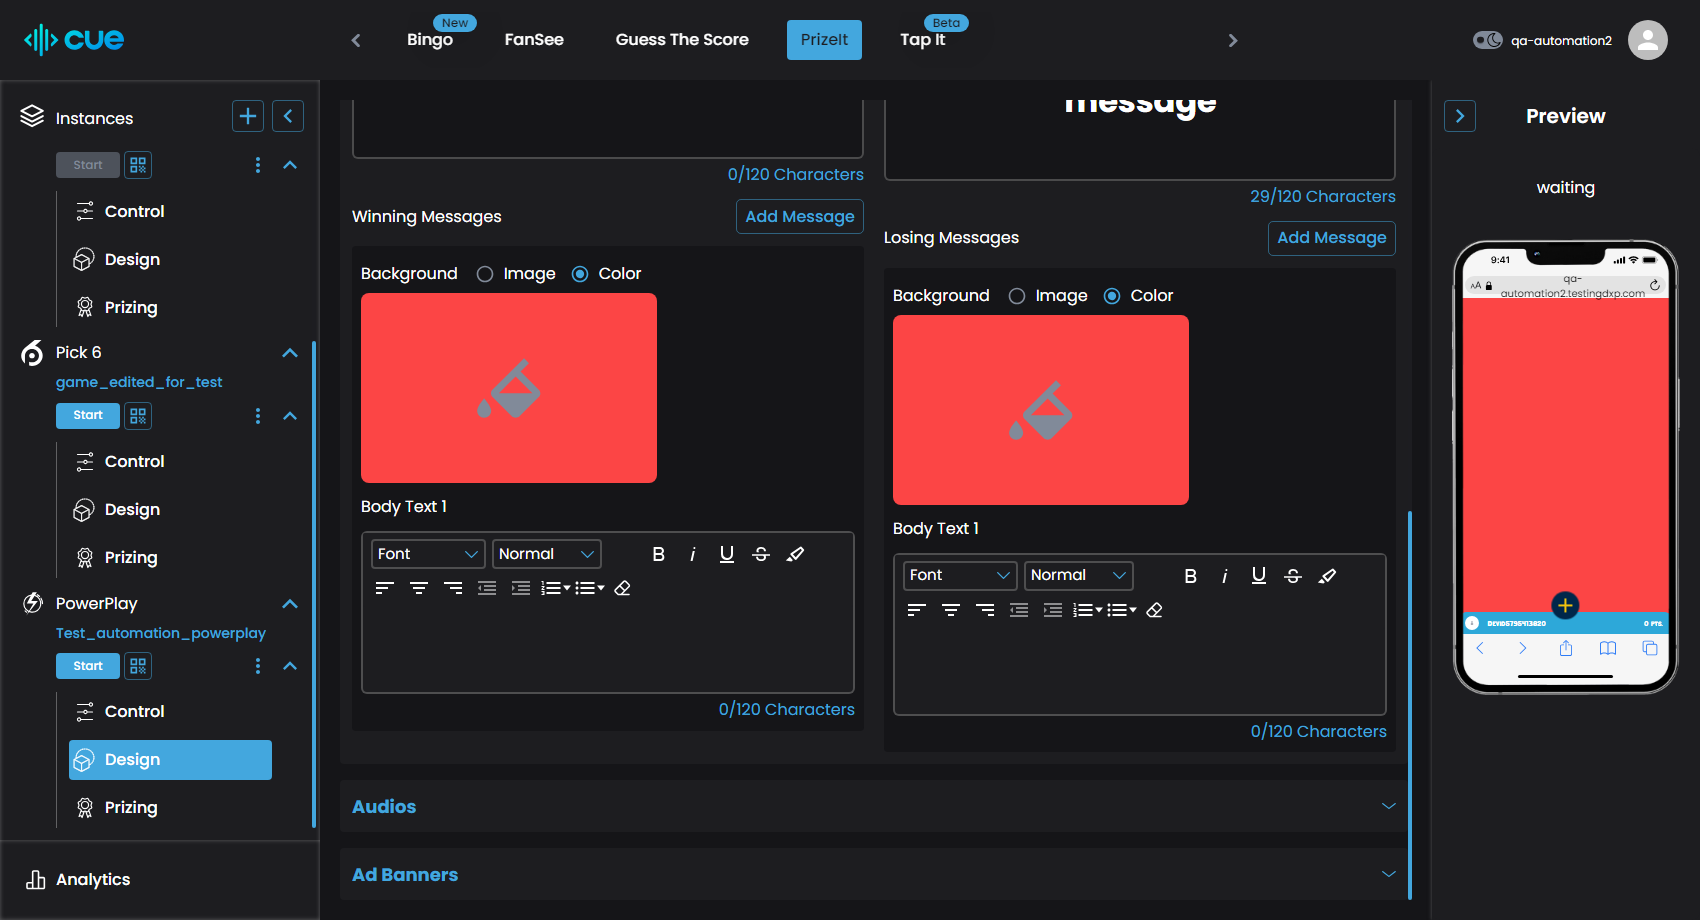 cue
New
Bingo
FanSee
Guess The Score
PrizeIt
Beta
Tap It
qa-automation2
Instances
Start
Control
Design
Prizing
Pick 6
game_edited_for_test
Start
Control
Design
Prizing
PowerPlay
Test_automation_powerplay
Start
Control
Design
Prizing
Analytics
0/120 Characters
Winning Messages
Add Message
Background
Image
Color
Body Text 1
Font
Normal
B i U S
0/120 Characters
message
29/120 Characters
Losing Messages
Add Message
Background
Image
Color
Body Text 1
Font
Normal
B i U S
0/120 Characters
Audios
Ad Banners
Preview
waiting
9:41
AA
qa-
automation2.testingdxp.com
0 PTS.